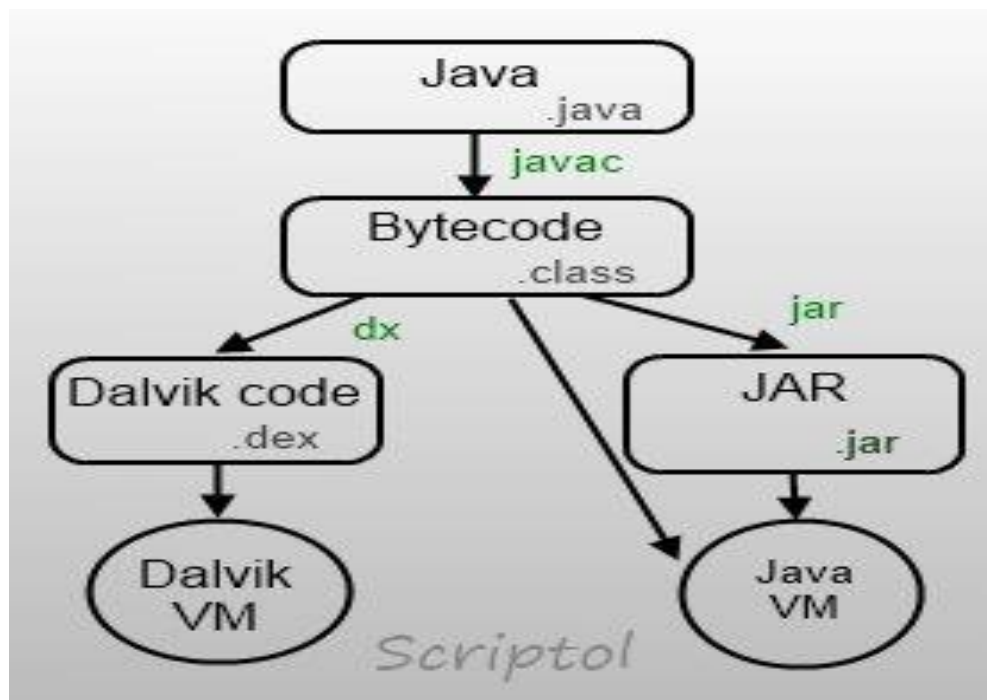 Java
.java
javac
Bytecode
.class
dx
jar
Dalvik code
.dex
JAR
.jar
Dalvik
VM
Java
VM
Scriptol